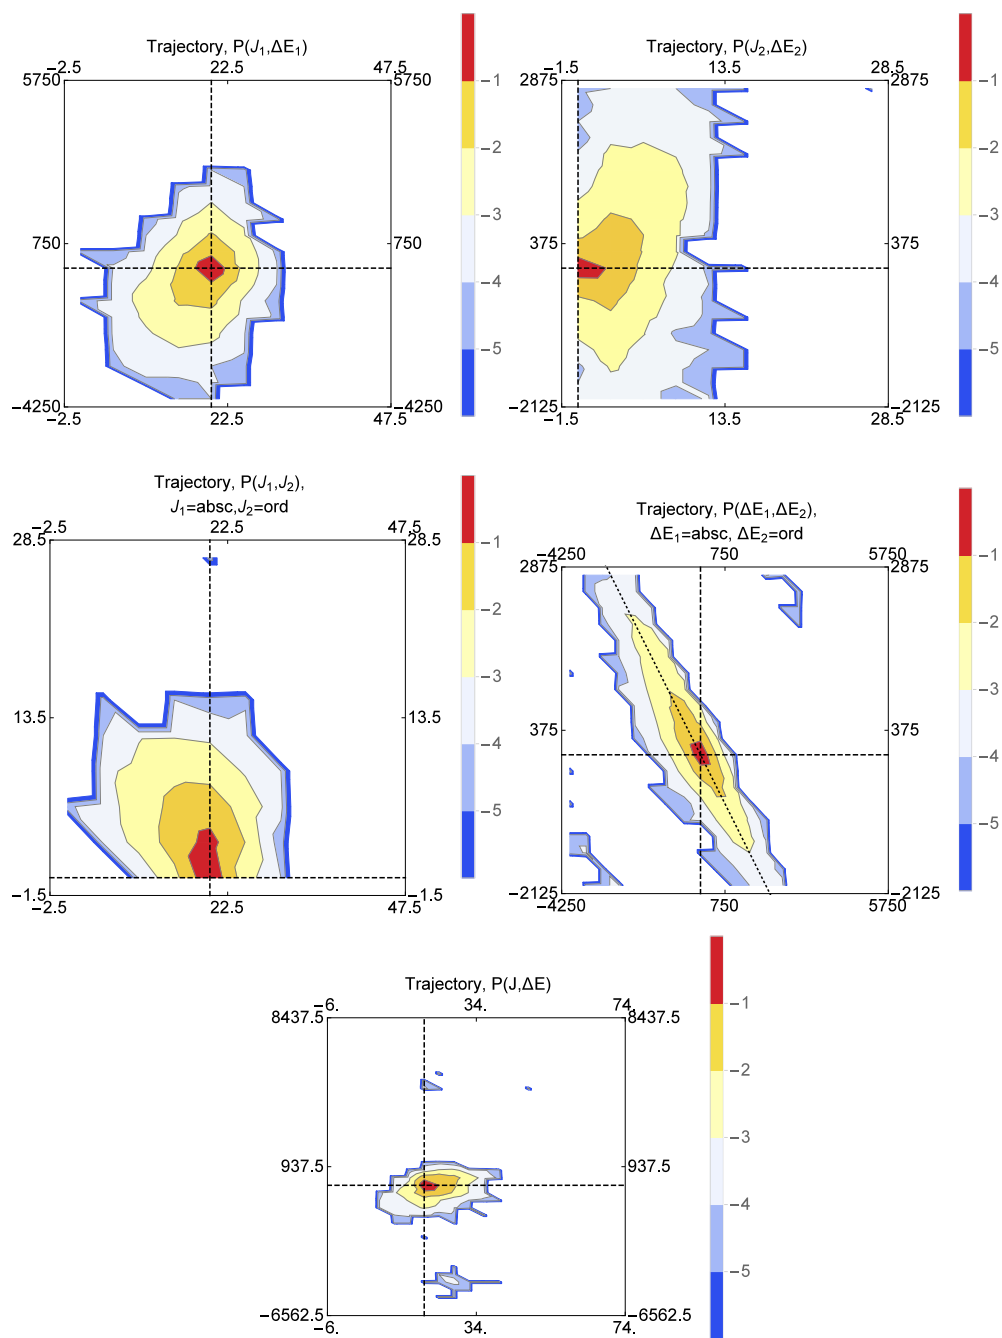 Trajectory, P(J₁,ΔE₁)
−2.5 22.5 47.5
5750 5750
750 750
−4250 −4250
−2.5 22.5 47.5
−1
−2
−3
−4
−5
Trajectory, P(J₂,ΔE₂)
−1.5 13.5 28.5
2875 2875
375 375
−2125 −2125
−1.5 13.5 28.5
−1
−2
−3
−4
−5
Trajectory, P(J₁,J₂),
J₁=absc,J₂=ord
−2.5 22.5 47.5
28.5 28.5
13.5 13.5
−1.5 −1.5
−2.5 22.5 47.5
−1
−2
−3
−4
−5
Trajectory, P(ΔE₁,ΔE₂),
ΔE₁=absc, ΔE₂=ord
−4250 750 5750
2875 2875
375 375
−2125 −2125
−4250 750 5750
−1
−2
−3
−4
−5
Trajectory, P(J,ΔE)
−6. 34. 74.
8437.5 8437.5
937.5 937.5
−6562.5 −6562.5
−6. 34. 74.
−1
−2
−3
−4
−5